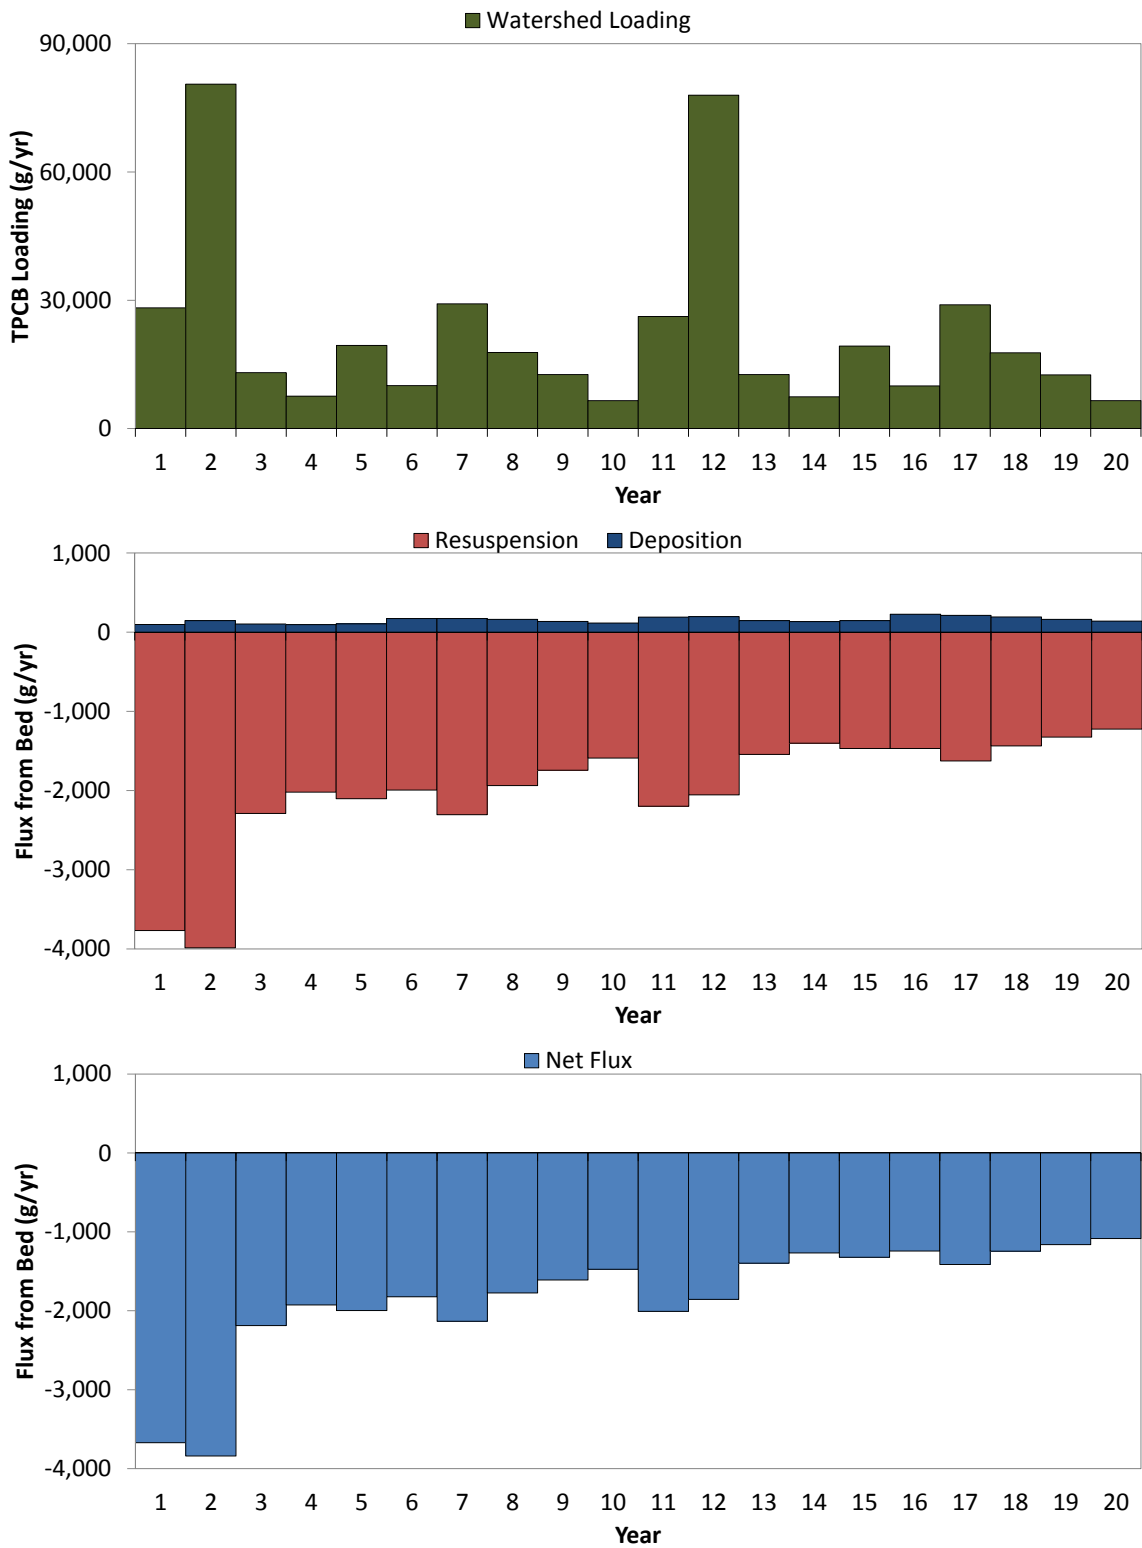 Watershed Loading
TPCB Loading (g/yr)
90,000
60,000
30,000
0
1 2 3 4 5 6 7 8 9 10 11 12 13 14 15 16 17 18 19 20
Year
Resuspension Deposition
Flux from Bed (g/yr)
1,000
0
-1,000
-2,000
-3,000
-4,000
1 2 3 4 5 6 7 8 9 10 11 12 13 14 15 16 17 18 19 20
Year
Net Flux
Flux from Bed (g/yr)
1,000
0
-1,000
-2,000
-3,000
-4,000
1 2 3 4 5 6 7 8 9 10 11 12 13 14 15 16 17 18 19 20
Year